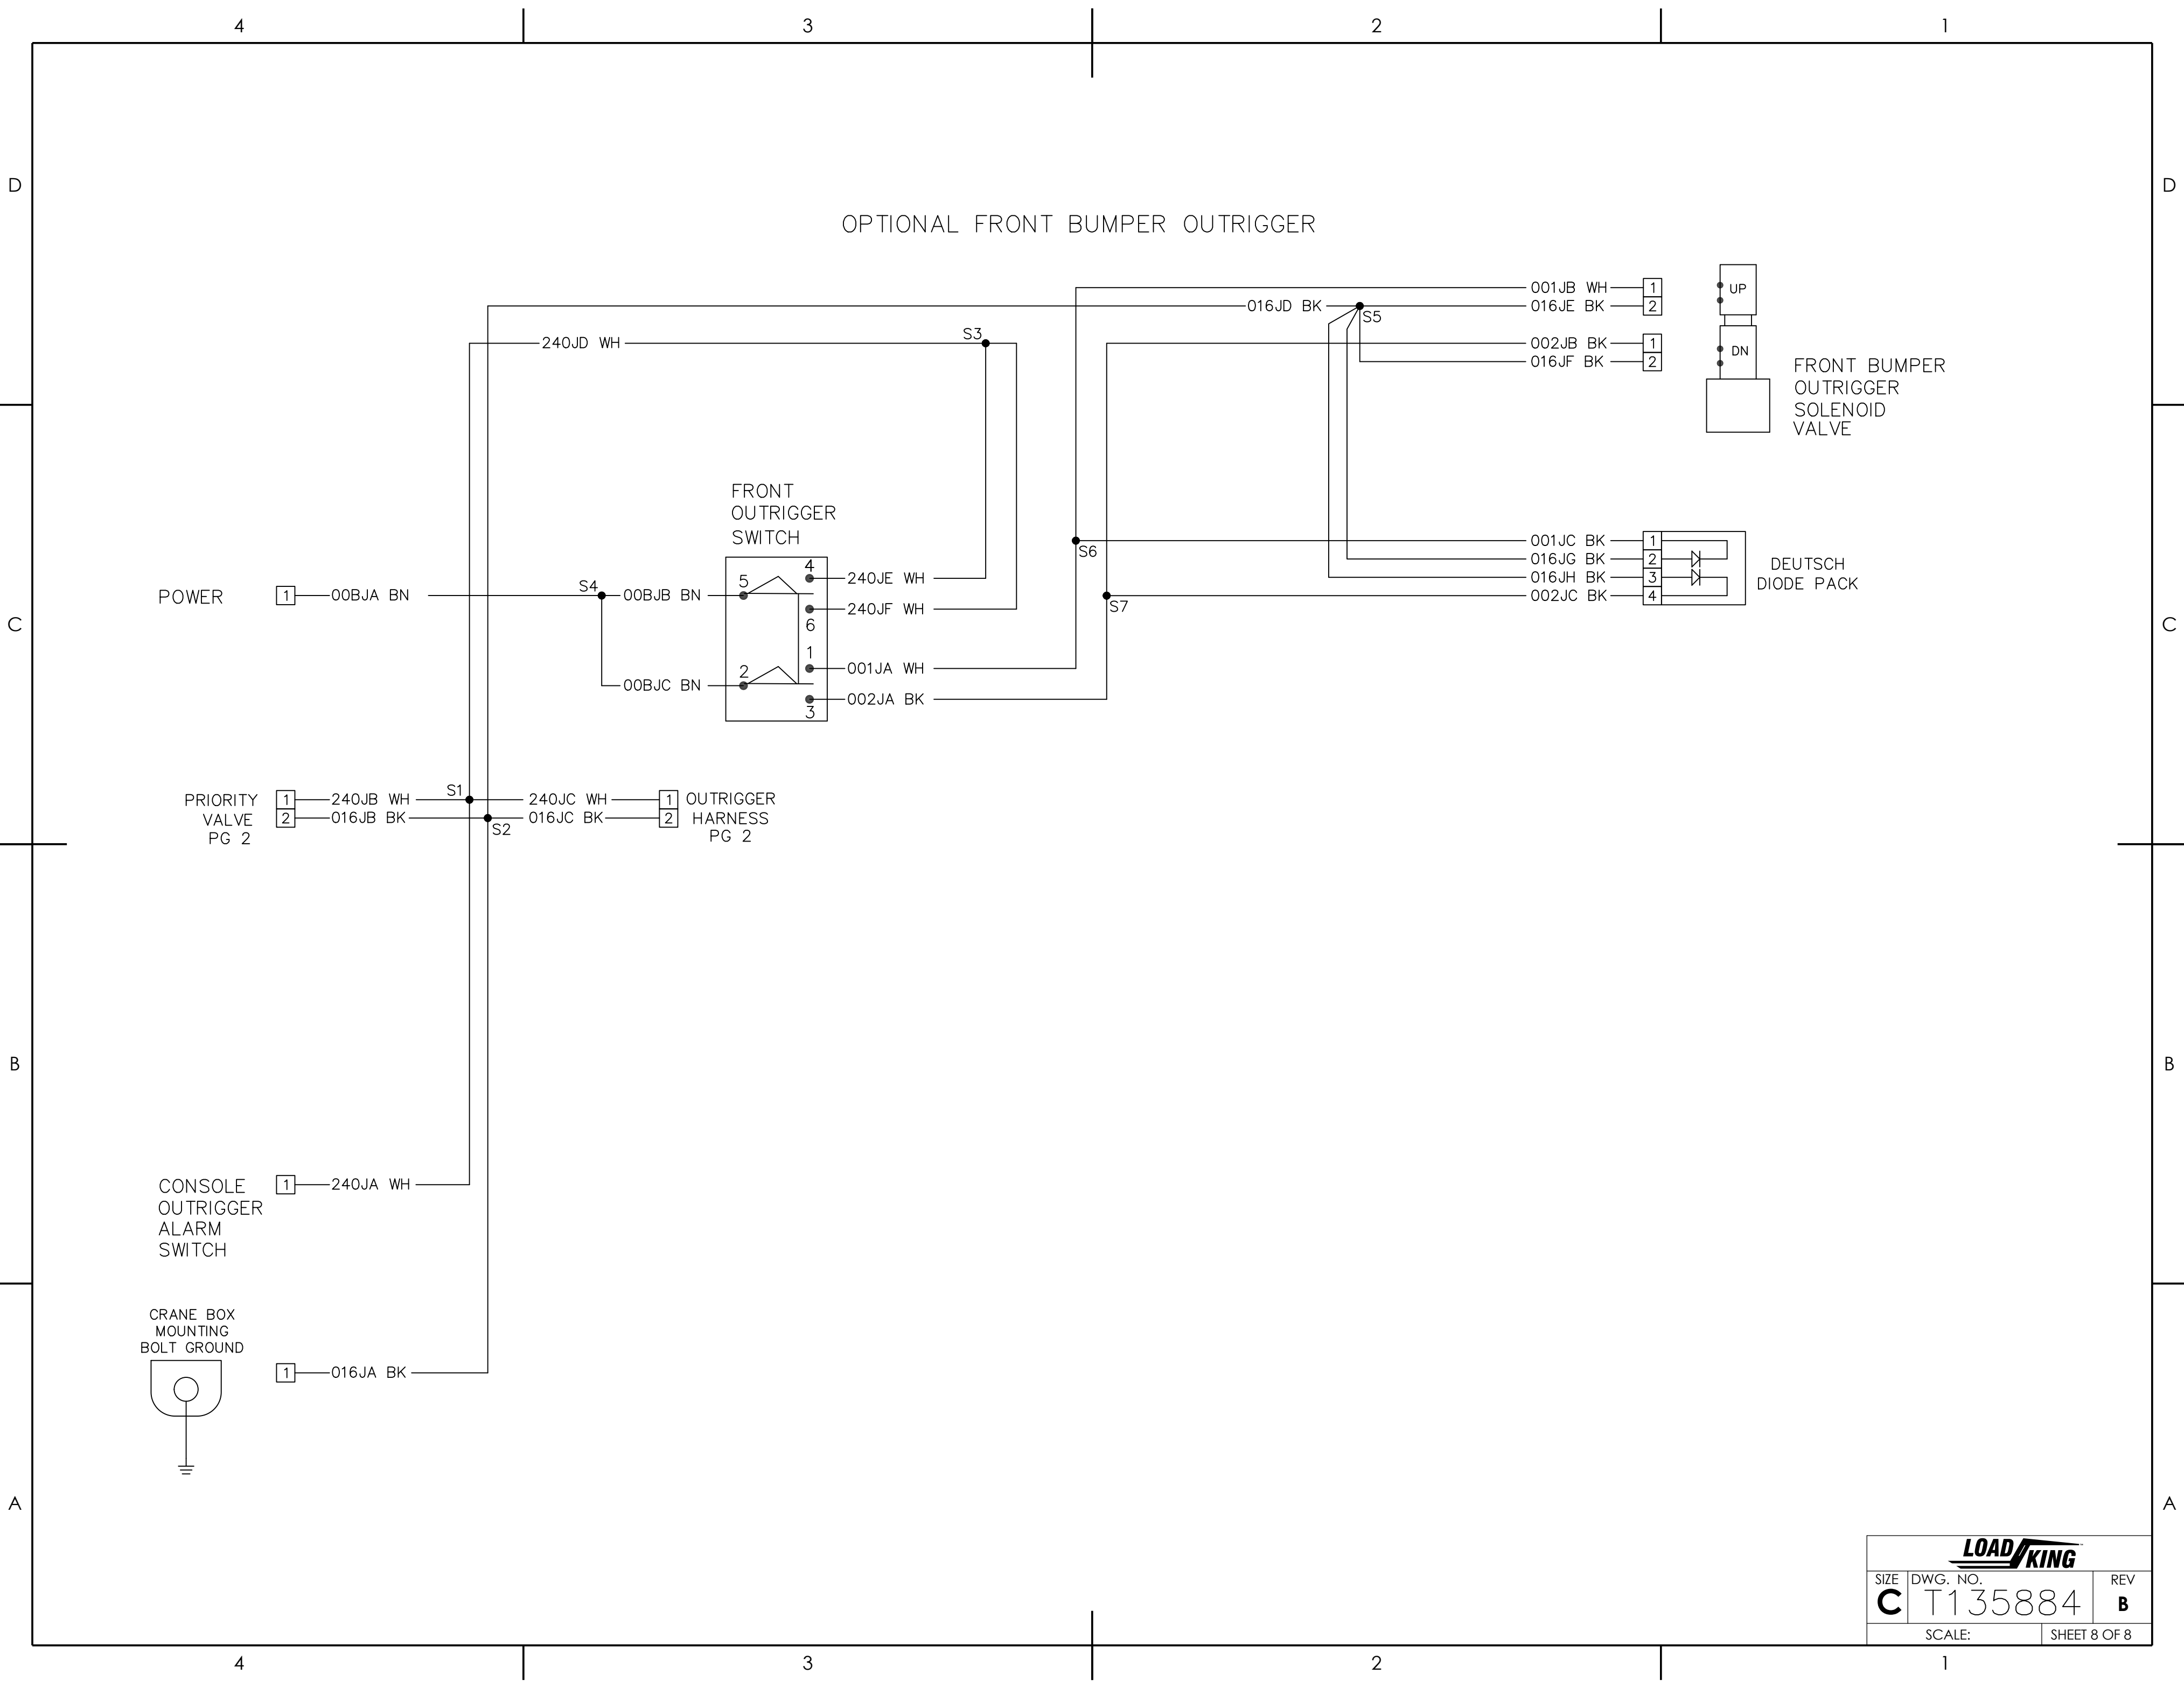 4 3 2 1
D D
OPTIONAL FRONT BUMPER OUTRIGGER
001JB WH 1 UP
016JD BK S5 016JE BK 2
240JD WH S3 002JB BK 1 DN
016JF BK 2
FRONT BUMPER
OUTRIGGER
SOLENOID
VALVE
FRONT
OUTRIGGER
SWITCH
S6 001JC BK 1
016JG BK 2
016JH BK 3
S7 002JC BK 4
DEUTSCH
DIODE PACK
POWER 1 00BJA BN S4 00BJB BN 5 4 240JE WH
6 240JF WH
C C
00BJC BN 2 1 001JA WH
3 002JA BK
PRIORITY
VALVE
PG 2
1 240JB WH S1 240JC WH 1
2 016JB BK S2 016JC BK 2
OUTRIGGER
HARNESS
PG 2
B B
CONSOLE
OUTRIGGER
ALARM
SWITCH
1 240JA WH
CRANE BOX
MOUNTING
BOLT GROUND
1 016JA BK
A A
LOAD KING
SIZE DWG. NO. REV
C T135884 B
SCALE: SHEET 8 OF 8
4 3 2 1